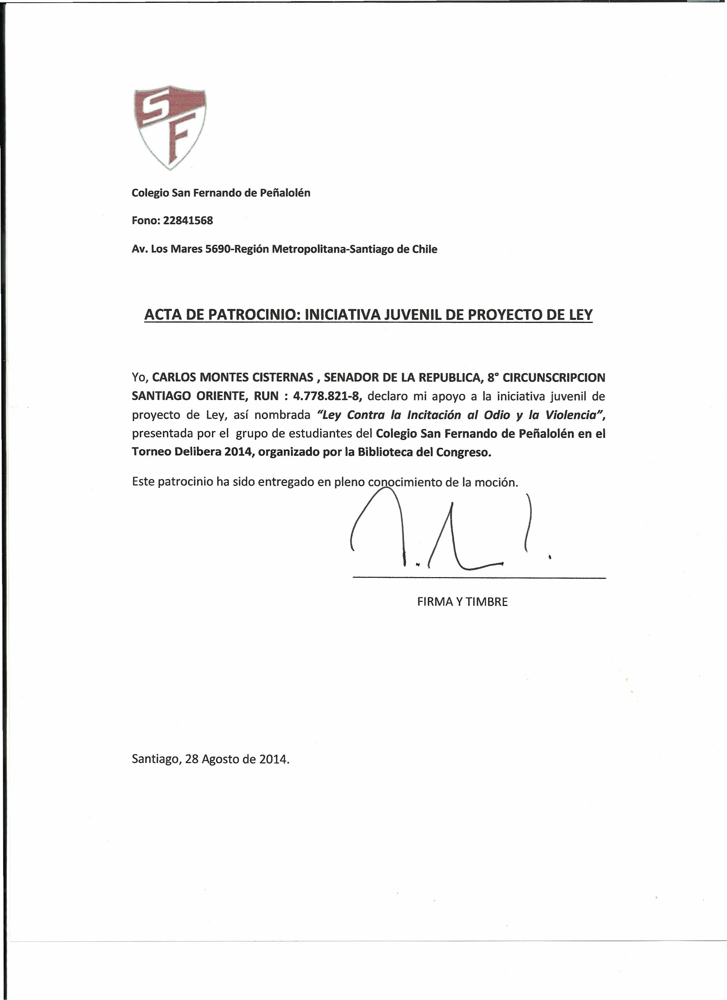 SF
Colegio San Fernando de Peñalolén
Fono: 22841568
Av. Los Mares 5690-Región Metropolitana-Santiago de Chile
ACTA DE PATROCINIO: INICIATIVA JUVENIL DE PROYECTO DE LEY
Yo, CARLOS MONTES CISTERNAS , SENADOR DE LA REPUBLICA, 8° CIRCUNSCRIPCION
SANTIAGO ORIENTE, RUN : 4.778.821-8, declaro mi apoyo a la iniciativa juvenil de
proyecto de Ley, así nombrada “Ley Contra la Incitación al Odio y la Violencia”,
presentada por el grupo de estudiantes del Colegio San Fernando de Peñalolén en el
Torneo Delibera 2014, organizado por la Biblioteca del Congreso.
Este patrocinio ha sido entregado en pleno conocimiento de la moción.
FIRMA Y TIMBRE
Santiago, 28 Agosto de 2014.